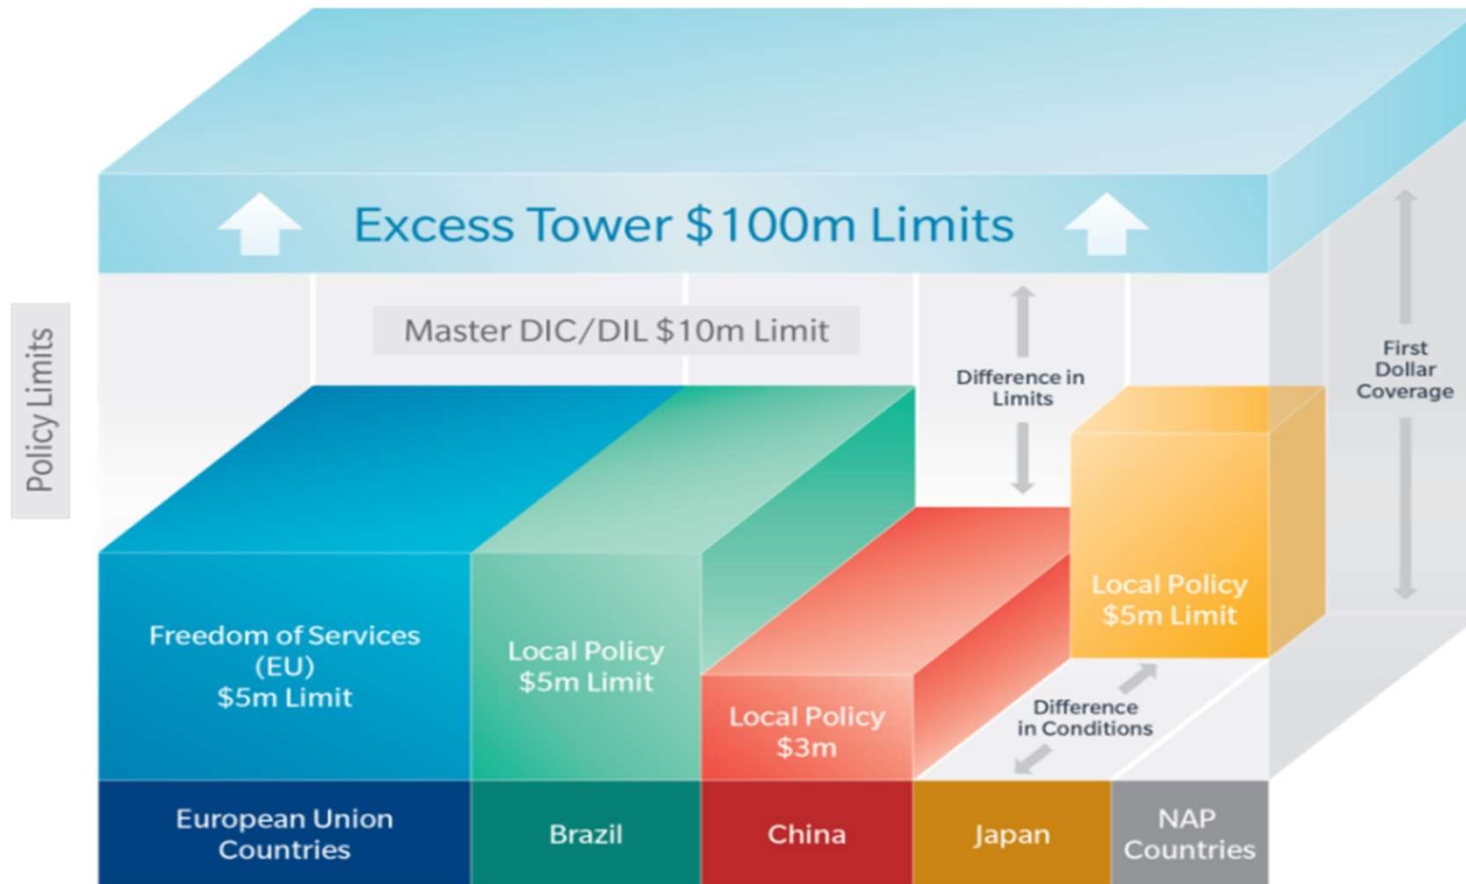 Excess Tower $100m Limits
Policy Limits
Master DIC/DIL $10m Limit
Difference in
Limits
First
Dollar
Coverage
Freedom of Services
(EU)
$5m Limit
Local Policy
$5m Limit
Local Policy
$3m
Local Policy
$5m Limit
Difference
in Conditions
European Union
Countries
Brazil
China
Japan
NAP
Countries